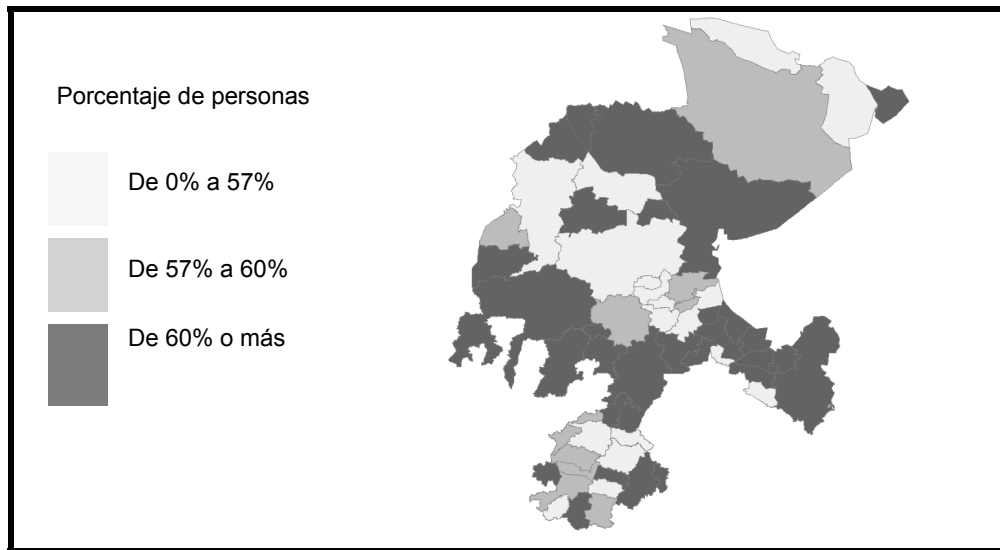 Porcentaje de personas
De 0% a 57%
De 57% a 60%
De 60% o más